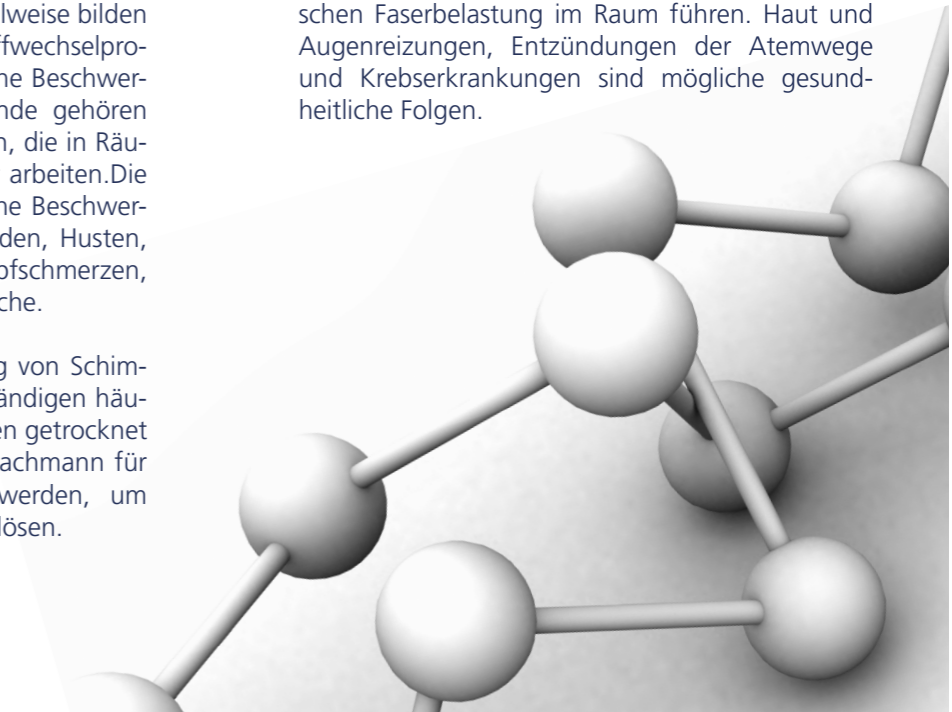 lweise bilden
ffwechselpro-
ne Beschwer-
nde gehören
n, die in Räu-
arbeiten.Die
ne Beschwer-
den, Husten,
pfschmerzen,
che.
g von Schim-
ändigen häu-
en getrocknet
achmann für
werden, um
lösen.
schen Faserbelastung im Raum führen. Haut und
Augenreizungen, Entzündungen der Atemwege
und Krebserkrankungen sind mögliche gesund-
heitliche Folgen.